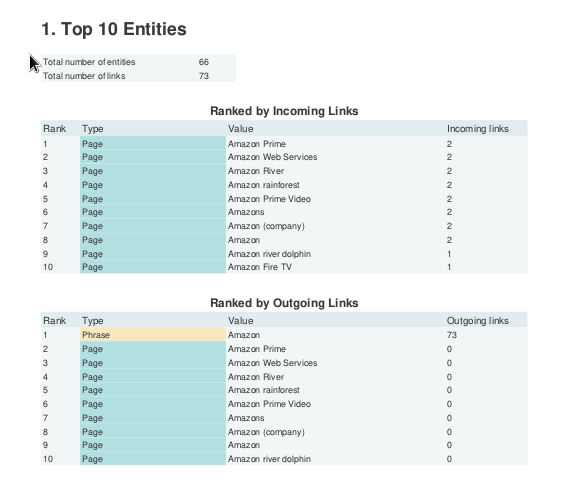 1. Top 10 Entities
Total number of entities 66
Total number of links 73
Ranked by Incoming Links
Rank Type Value Incoming links
1 Page Amazon Prime 2
2 Page Amazon Web Services 2
3 Page Amazon River 2
4 Page Amazon rainforest 2
5 Page Amazon Prime Video 2
6 Page Amazons 2
7 Page Amazon (company) 2
8 Page Amazon 2
9 Page Amazon river dolphin 1
10 Page Amazon Fire TV 1
Ranked by Outgoing Links
Rank Type Value Outgoing links
1 Phrase Amazon 73
2 Page Amazon Prime 0
3 Page Amazon Web Services 0
4 Page Amazon River 0
5 Page Amazon rainforest 0
6 Page Amazon Prime Video 0
7 Page Amazons 0
8 Page Amazon (company) 0
9 Page Amazon 0
10 Page Amazon river dolphin 0